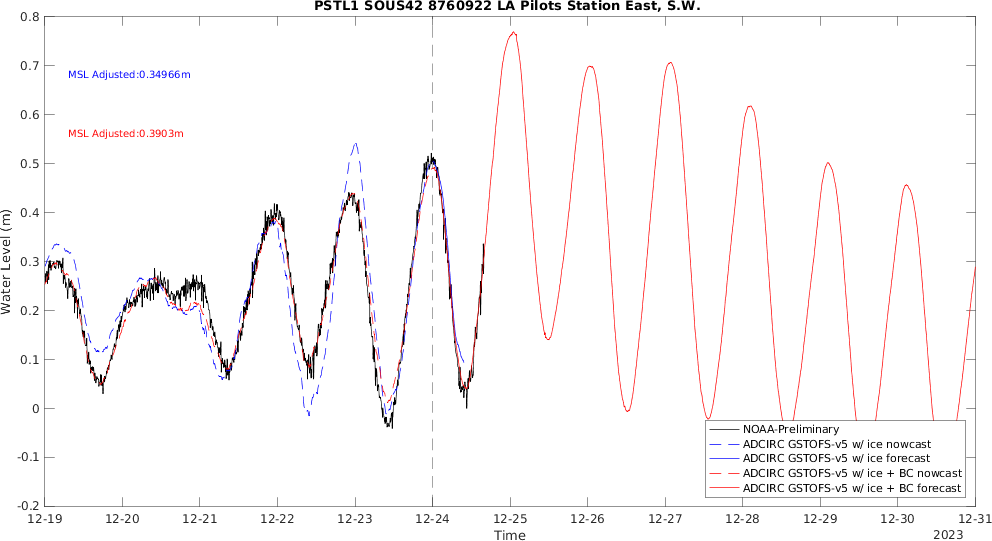 PSTL1 SOUS42 8760922 LA Pilots Station East, S.W.
0.8
0.7
0.6
0.5
0.4
0.3
0.2
0.1
0
-0.1
-0.2
Water Level (m)
MSL Adjusted:0.34966m
MSL Adjusted:0.3903m
NOAA-Preliminary
ADCIRC GSTOFS-v5 w/ ice nowcast
ADCIRC GSTOFS-v5 w/ ice forecast
ADCIRC GSTOFS-v5 w/ ice + BC nowcast
ADCIRC GSTOFS-v5 w/ ice + BC forecast
12-19 12-20 12-21 12-22 12-23 12-24 12-25 12-26 12-27 12-28 12-29 12-30 12-31
Time
2023